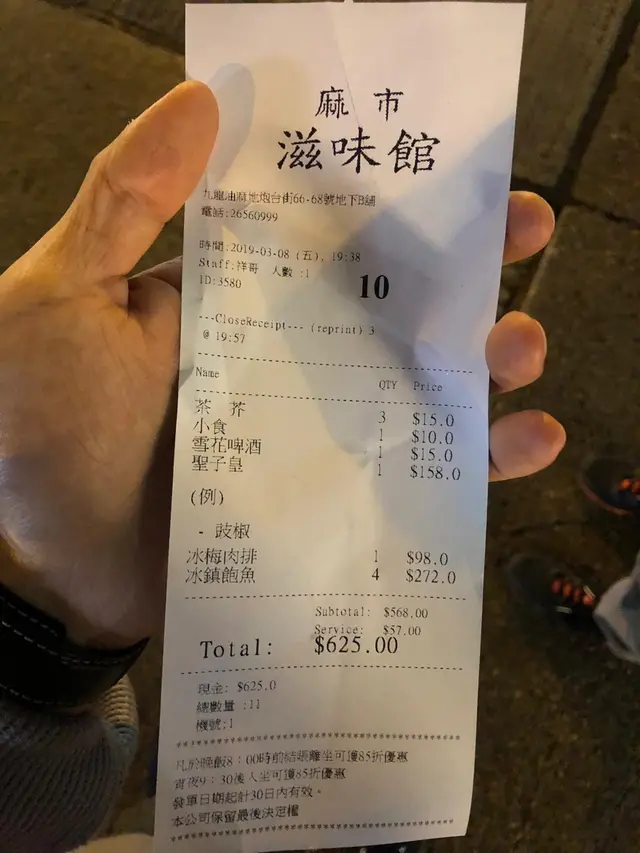 麻 市
滋味館
九龍油麻地炮台街66-68號地下B舖
電話:26560999
時間:2019-03-08 (五), 19:38
Staff:祥哥 人數 :1
ID:3580
10
---CloseReceipt--- (reprint) 3
@ 19:57
Name QTY Price
茶 芥 3 $15.0
小食 1 $10.0
雪花啤酒 1 $15.0
聖子皇 1 $158.0
(例)
- 豉椒
冰梅肉排 1 $98.0
冰鎮鮑魚 4 $272.0
Subtotal: $568.00
Service: $57.00
Total: $625.00
現金: $625.0
總數量 :11
機號:1
凡於晚飯8：00時前結賬離坐可獲85折優惠
宵夜9：30後人坐可獲85折優惠
發單日期起計30日內有效。
本公司保留最後決定權